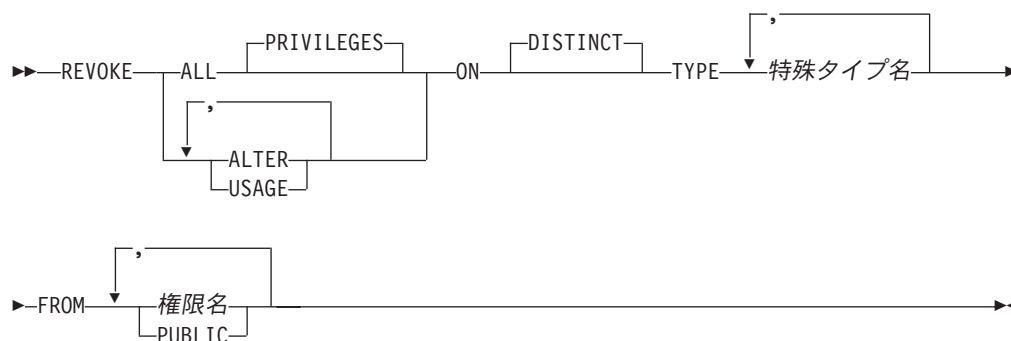 PRIVILEGES DISTINCT ,
REVOKE ALL ON TYPE 特殊タイプ名
,
ALTER
USAGE
,
FROM 権限名
PUBLIC